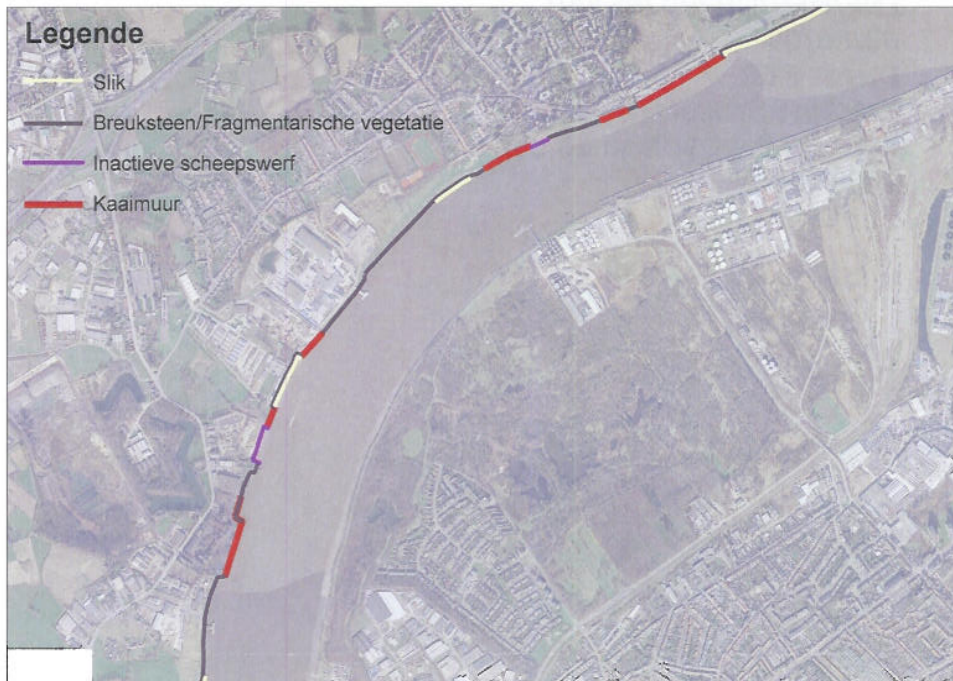 Legende
Slik
Breuksteen/Fragmentarische vegetatie
Inactieve scheepswerf
Kaaimuur